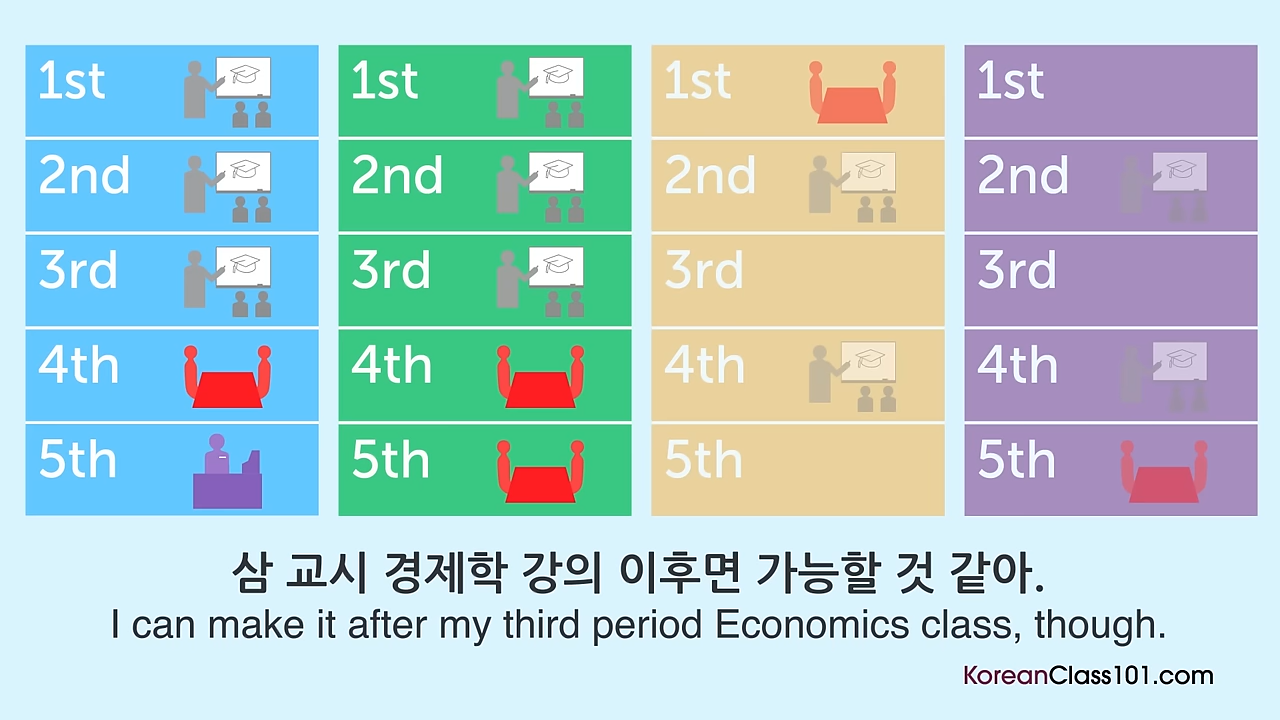 1st
2nd
3rd
4th
5th
1st
2nd
3rd
4th
5th
1st
2nd
3rd
4th
5th
1st
2nd
3rd
4th
5th
삼 교시 경제학 강의 이후면 가능할 것 같아.
I can make it after my third period Economics class, though.
KoreanClass101.com